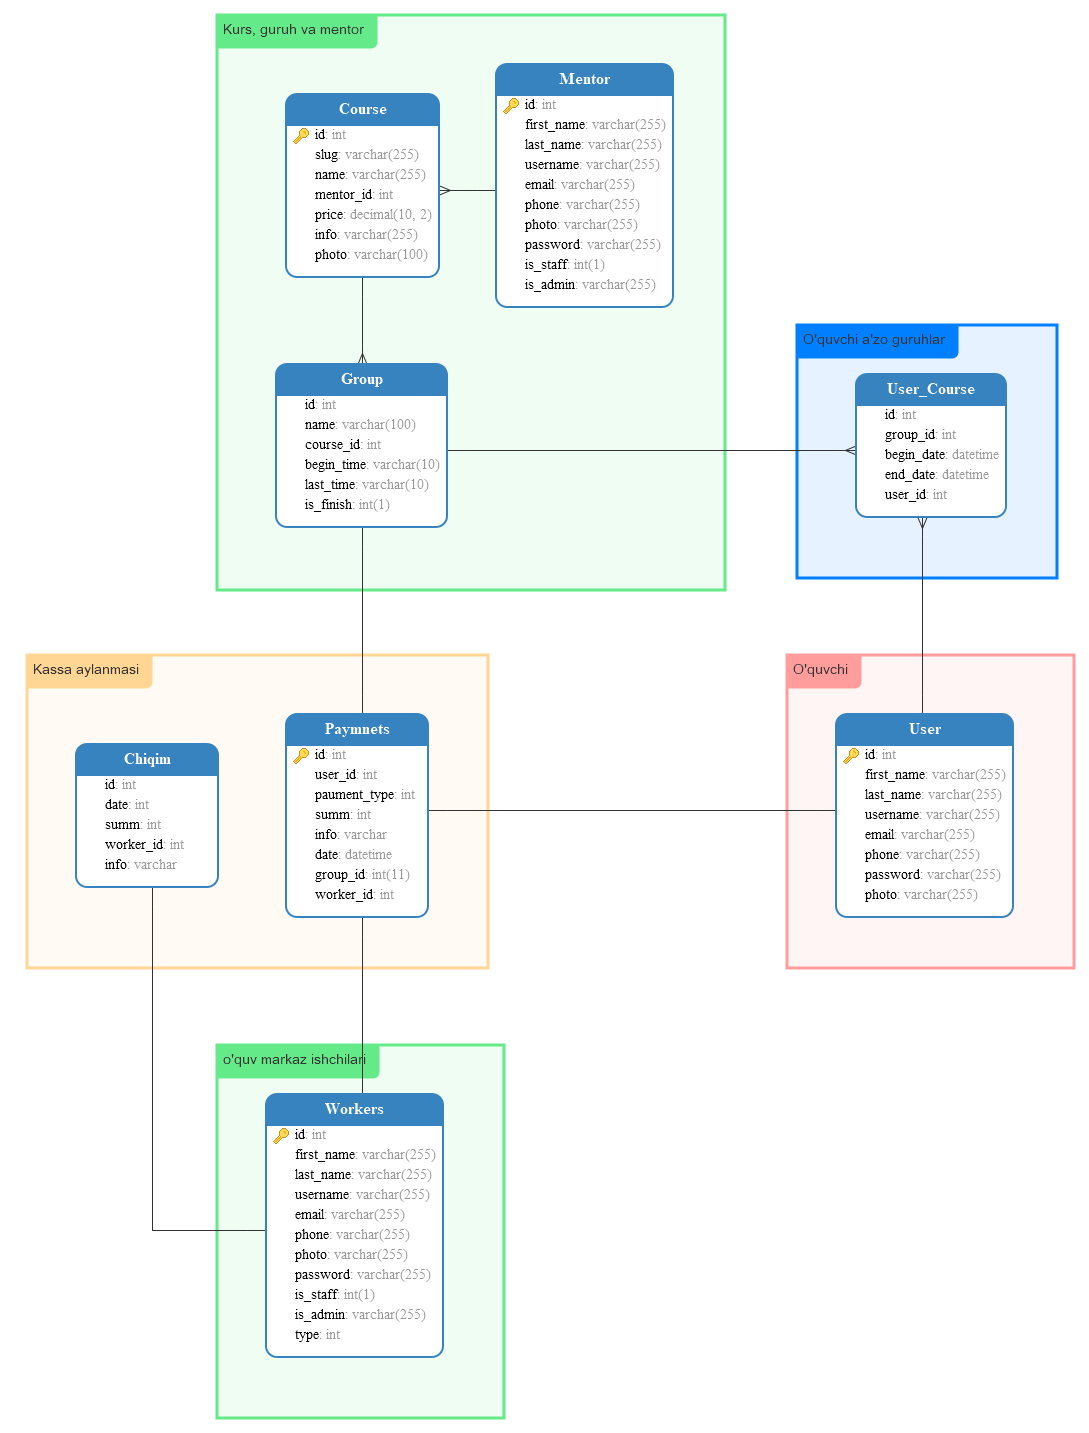 Kurs, guruh va mentor
Course
id: int
slug: varchar(255)
name: varchar(255)
mentor_id: int
price: decimal(10, 2)
info: varchar(255)
photo: varchar(100)
Mentor
id: int
first_name: varchar(255)
last_name: varchar(255)
username: varchar(255)
email: varchar(255)
phone: varchar(255)
photo: varchar(255)
password: varchar(255)
is_staff: int(1)
is_admin: varchar(255)
Group
id: int
name: varchar(100)
course_id: int
begin_time: varchar(10)
last_time: varchar(10)
is_finish: int(1)
O'quvchi a'zo guruhlar
User_Course
id: int
group_id: int
begin_date: datetime
end_date: datetime
user_id: int
Kassa aylanmasi
Chiqim
id: int
date: int
summ: int
worker_id: int
info: varchar
Paymnets
id: int
user_id: int
paument_type: int
summ: int
info: varchar
date: datetime
group_id: int(11)
worker_id: int
O'quvchi
User
id: int
first_name: varchar(255)
last_name: varchar(255)
username: varchar(255)
email: varchar(255)
phone: varchar(255)
password: varchar(255)
photo: varchar(255)
o'quv markaz ishchilari
Workers
id: int
first_name: varchar(255)
last_name: varchar(255)
username: varchar(255)
email: varchar(255)
phone: varchar(255)
photo: varchar(255)
password: varchar(255)
is_staff: int(1)
is_admin: varchar(255)
type: int